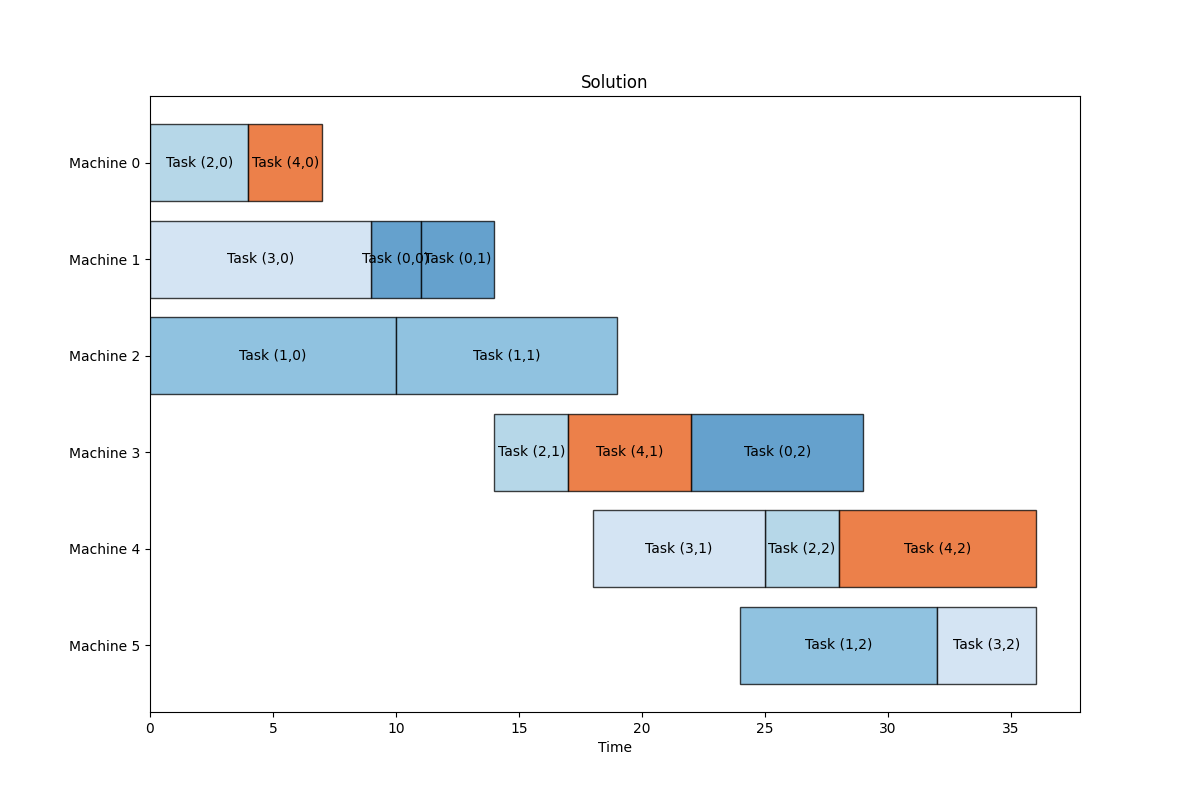 Solution
Machine 0
Task (2,0)
Task (4,0)
Machine 1
Task (3,0)
Task (0,0)
Task (0,1)
Machine 2
Task (1,0)
Task (1,1)
Machine 3
Task (2,1)
Task (4,1)
Task (0,2)
Machine 4
Task (3,1)
Task (2,2)
Task (4,2)
Machine 5
Task (1,2)
Task (3,2)
0 5 10 15 20 25 30 35
Time